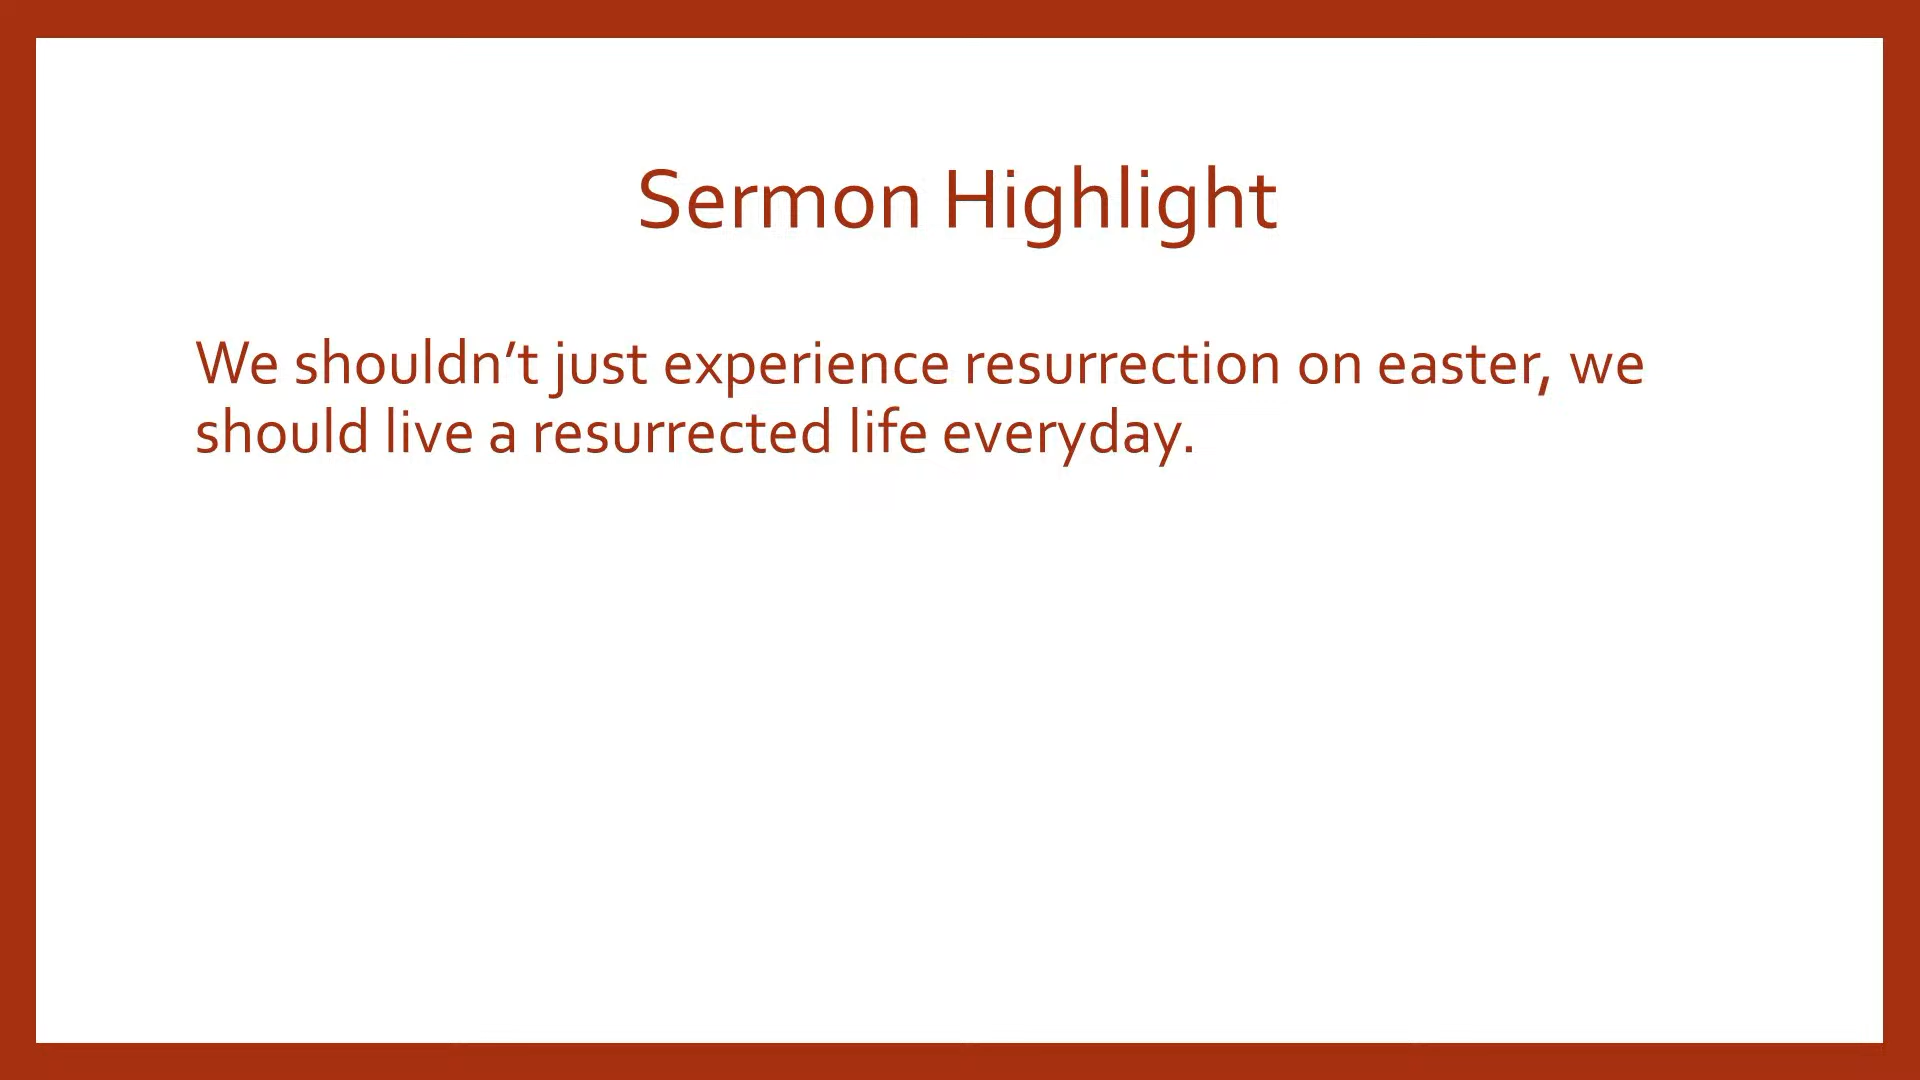 Sermon Highlight
We shouldn’t just experience resurrection on easter, we
should live a resurrected life everyday.